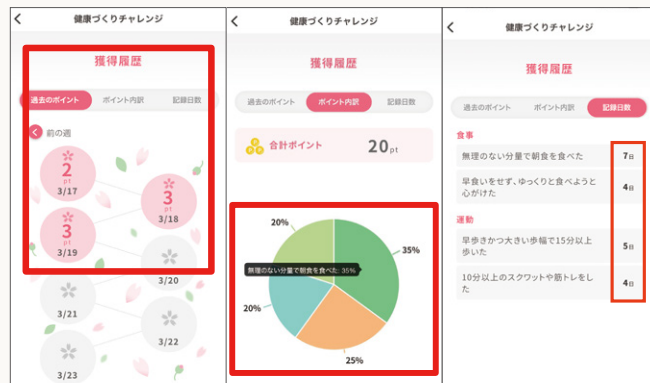 健康づくりチャレンジ
獲得履歴
過去のポイント
ポイント内訳
記録日数
前の週
2
pt
3/17
3
pt
3/18
3
pt
3/19
3/20
3/21
3/22
3/23
健康づくりチャレンジ
獲得履歴
過去のポイント
ポイント内訳
記録日数
合計ポイント
20pt
20%
35%
無理のない分量で朝食を食べた: 35%
20%
25%
健康づくりチャレンジ
獲得履歴
過去のポイント
ポイント内訳
記録日数
食事
無理のない分量で朝食を食べた
7日
早食いをせず、ゆっくりと食べようと
心がけた
4日
運動
早歩きかつ大きい歩幅で15分以上
歩いた
5日
10分以上のスクワットや筋トレをし
た
4日